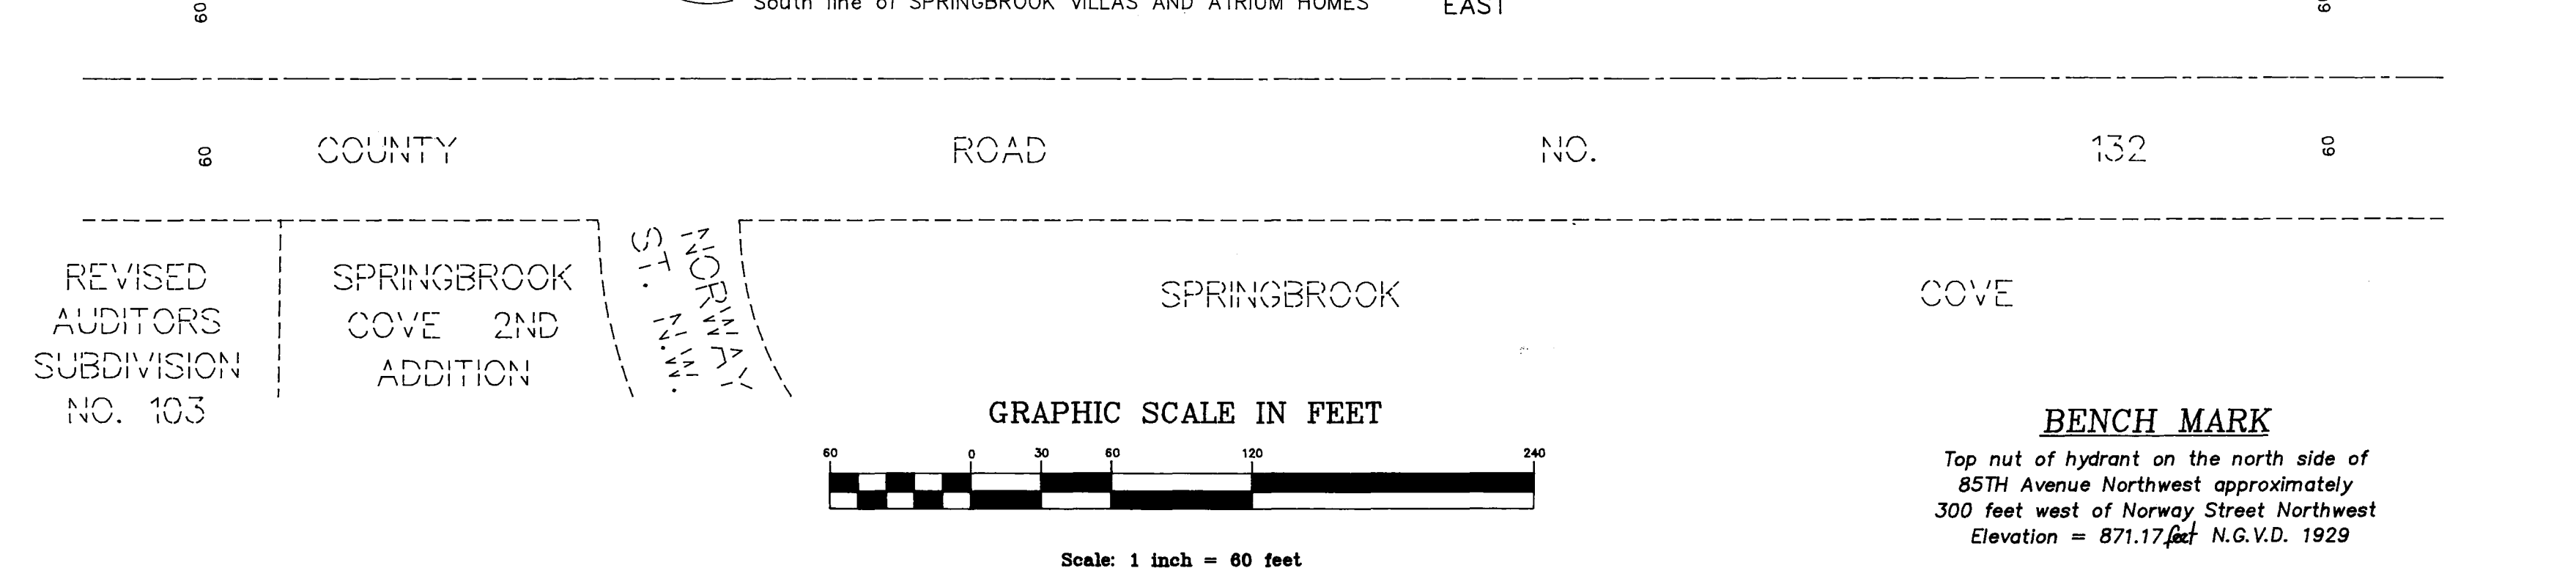 60 South line of SPRINGBROOK VILLAS AND ATRIUM HOMES EAST 60
60 COUNTY ROAD NO. 132 60
REVISED
AUDITORS
SUBDIVISION
NO. 103
SPRINGBROOK
COVE 2ND
ADDITION
NORWAY
ST. N.W.
SPRINGBROOK COVE
GRAPHIC SCALE IN FEET
60 0 30 60 120 240
Scale: 1 inch = 60 feet
BENCH MARK
Top nut of hydrant on the north side of
85TH Avenue Northwest approximately
300 feet west of Norway Street Northwest
Elevation = 871.17 feet N.G.V.D. 1929